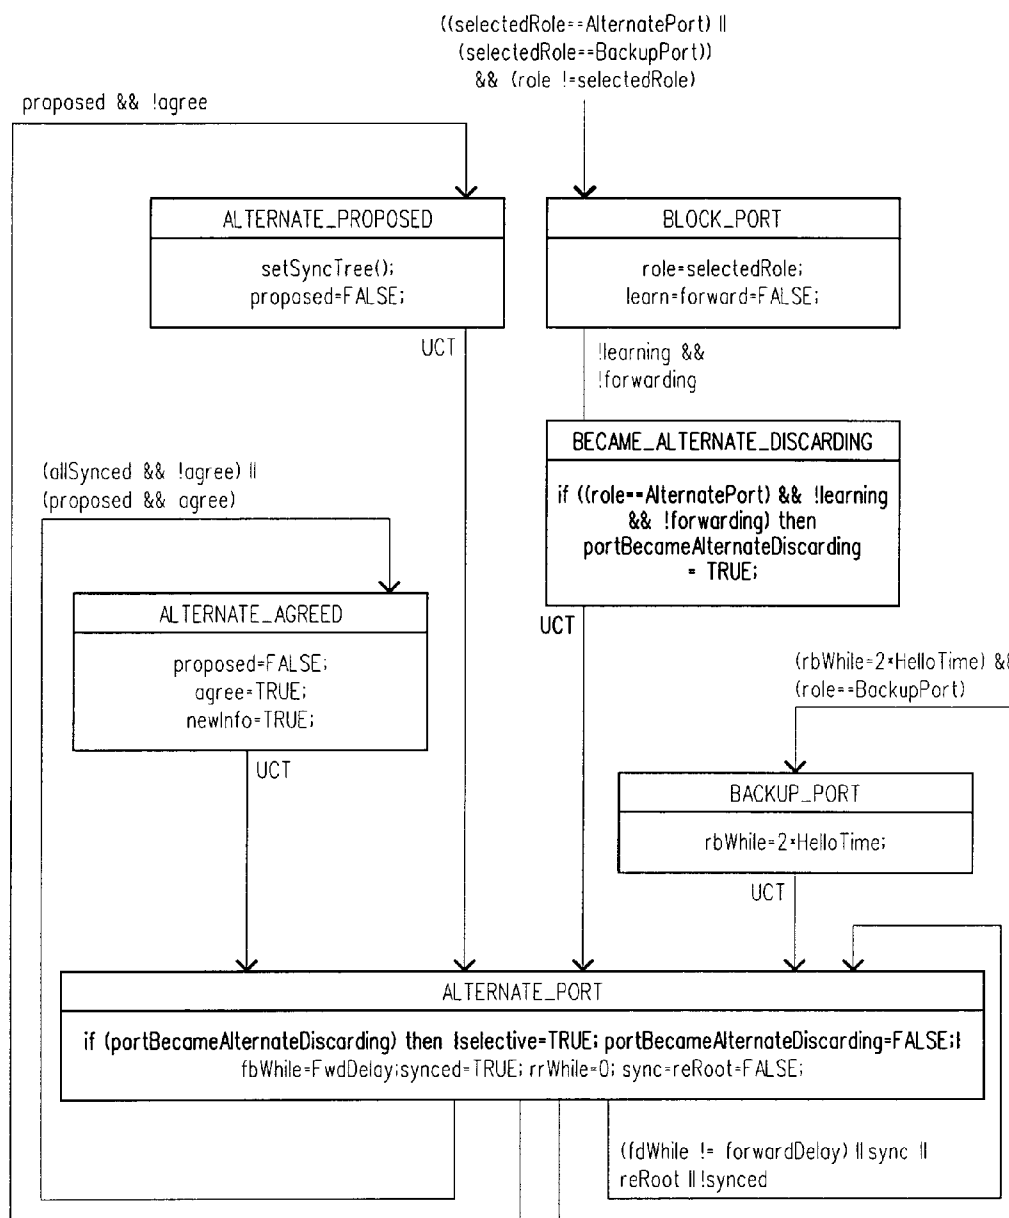 ((selectedRole==AlternatePort) ||
(selectedRole==BackupPort))
&& (role !=selectedRole)
proposed && !agree
ALTERNATE_PROPOSED
setSyncTree();
proposed=FALSE;
UCT
BLOCK_PORT
role=selectedRole;
learn=forward=FALSE;
!learning &&
!forwarding
BECAME_ALTERNATE_DISCARDING
if ((role==AlternatePort) && !learning
&& !forwarding) then
portBecameAlternateDiscarding
= TRUE;
UCT
(allSynced && !agree) ||
(proposed && agree)
ALTERNATE_AGREED
proposed=FALSE;
agree=TRUE;
newInfo=TRUE;
UCT
(rbWhile=2*HelloTime) &&
(role==BackupPort)
BACKUP_PORT
rbWhile=2*HelloTime;
UCT
ALTERNATE_PORT
if (portBecameAlternateDiscarding) then {selective=TRUE; portBecameAlternateDiscarding=FALSE;}
fbWhile=FwdDelay;synced=TRUE; rrWhile=0; sync=reRoot=FALSE;
(fdWhile != forwardDelay) || sync ||
reRoot || !synced